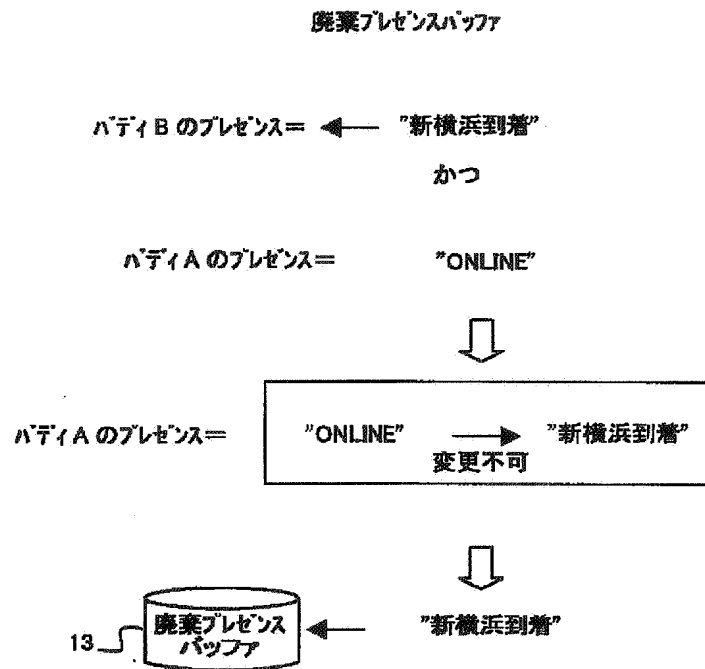 廃棄プレゼンスバッファ
バディBのプレゼンス＝ "新横浜到着"
かつ
バディAのプレゼンス＝ "ONLINE"
バディAのプレゼンス＝ "ONLINE" "新横浜到着"
変更不可
13 廃棄プレゼンス "新横浜到着"
バッファ